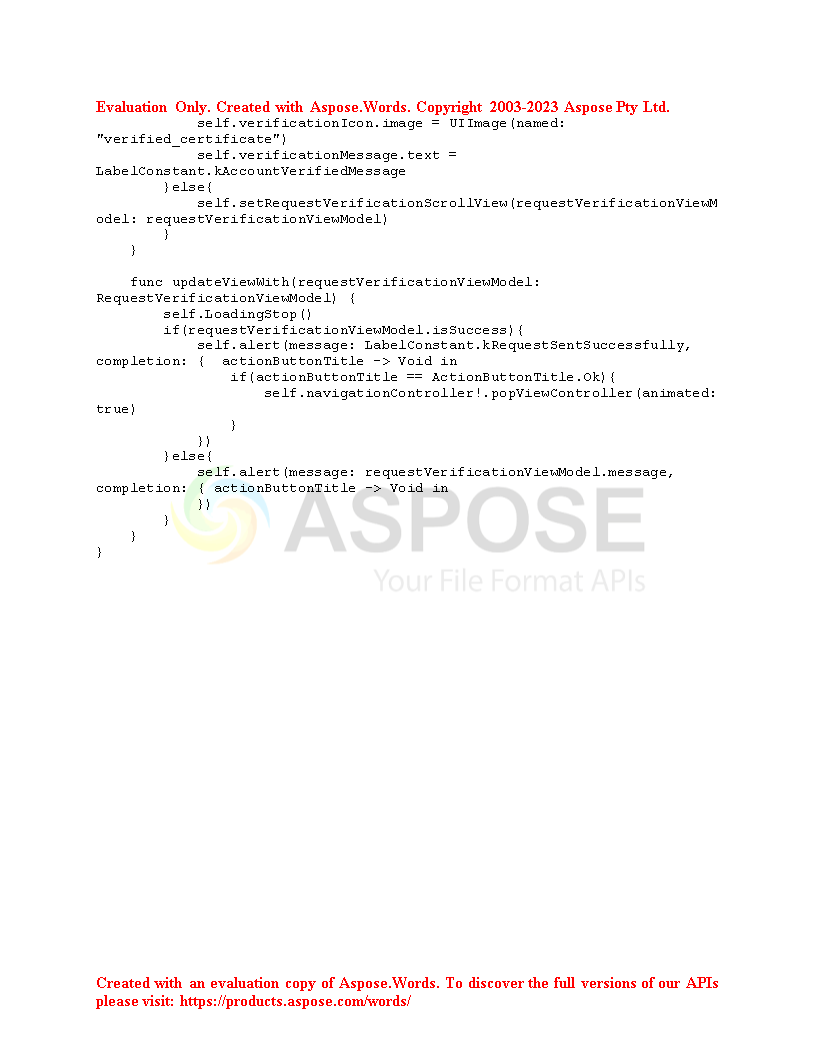 Evaluation Only. Created with Aspose.Words. Copyright 2003-2023 Aspose Pty Ltd.
            self.verificationIcon.image = UIImage(named:
"verified_certificate")
            self.verificationMessage.text =
LabelConstant.kAccountVerifiedMessage
        }else{
            self.setRequestVerificationScrollView(requestVerificationViewM
odel: requestVerificationViewModel)
        }
    }

    func updateViewWith(requestVerificationViewModel:
RequestVerificationViewModel) {
        self.LoadingStop()
        if(requestVerificationViewModel.isSuccess){
            self.alert(message: LabelConstant.kRequestSentSuccessfully,
completion: {  actionButtonTitle -> Void in
                if(actionButtonTitle == ActionButtonTitle.Ok){
                    self.navigationController!.popViewController(animated:
true)
                }
            })
        }else{
            self.alert(message: requestVerificationViewModel.message,
completion: { actionButtonTitle -> Void in
            })
        }
    }
}
ASPOSE
Your File Format APIs
Created with an evaluation copy of Aspose.Words. To discover the full versions of our APIs
please visit: https://products.aspose.com/words/